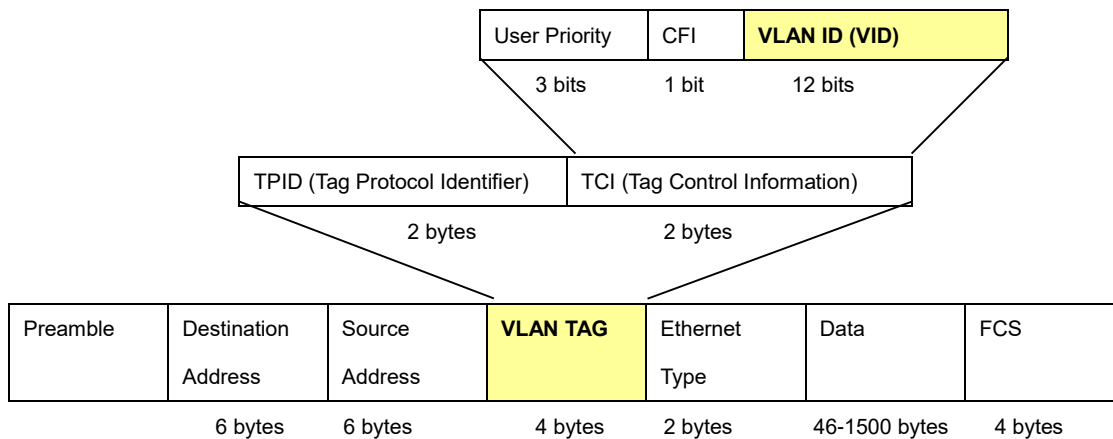 User Priority CFI VLAN ID (VID)
3 bits 1 bit 12 bits
TPID (Tag Protocol Identifier) TCI (Tag Control Information)
2 bytes 2 bytes
Preamble Destination Address Source Address VLAN TAG Ethernet Type Data FCS
6 bytes 6 bytes 4 bytes 2 bytes 46-1500 bytes 4 bytes